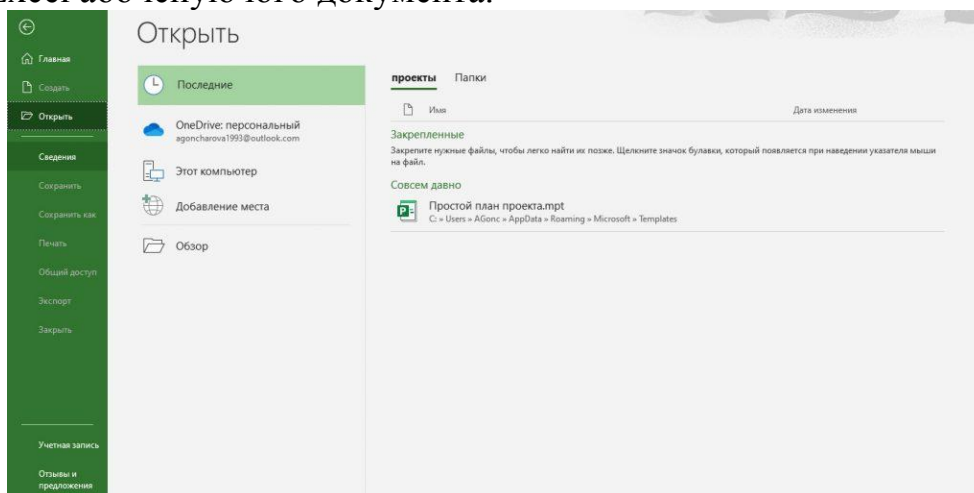 Открыть
Главная
Создать
Открыть
Сведения
Сохранить
Сохранить как
Печать
Общий доступ
Экспорт
Закрыть
Учетная запись
Отзывы и
предложения
Последние
OneDrive: персональный
agoncharova1993@outlook.com
Этот компьютер
Добавление места
Обзор
проекты Папки
Имя Дата изменения
Закрепленные
Закрепите нужные файлы, чтобы легко найти их позже. Щелкните значок булавки, который появляется при наведении указателя мыши
на файл.
Совсем давно
Простой план проекта.mpt
C: » Users » AGonc » AppData » Roaming » Microsoft » Templates